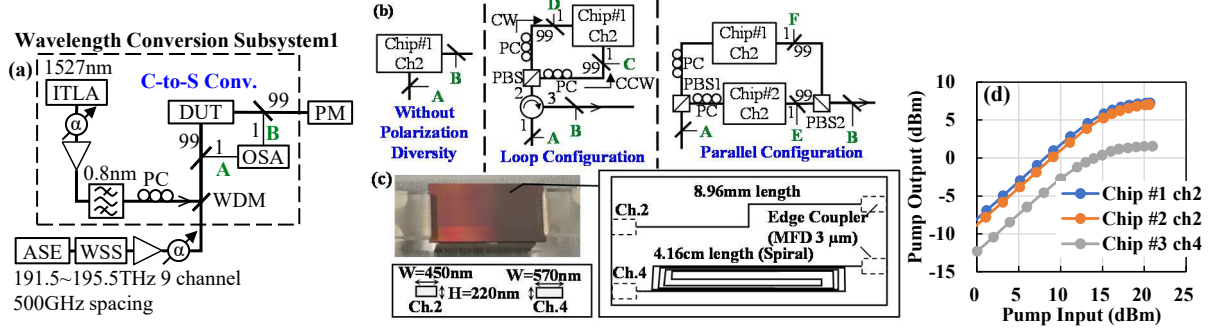 Wavelength Conversion Subsystem1
(a)
1527nm
ITLA
α
0.8nm
PC
C-to-S Conv.
DUT
99
99
1
1
B
A
OSA
PM
WDM
ASE
WSS
α
191.5~195.5THz 9 channel
500GHz spacing
(b)
Chip#1
Ch2
B
A
Without
Polarization
Diversity
CW
D
1
99
Chip#1
Ch2
PC
1
99
C
PBS
PC
CCW
2
3
1
B
A
Loop Configuration
F
1
99
Chip#1
Ch2
PC
PBS1
PC
Chip#2
Ch2
99
1
E
PBS2
A
B
Parallel Configuration
(c)
W=450nm
W=570nm
H=220nm
Ch.2
Ch.4
8.96mm length
Ch.2
Edge Coupler
(MFD 3 μm)
4.16cm length (Spiral)
Ch.4
(d)
Pump Output (dBm)
10
5
0
-5
-10
-15
Chip #1 ch2
Chip #2 ch2
Chip #3 ch4
0
5
10
15
20
25
Pump Input (dBm)